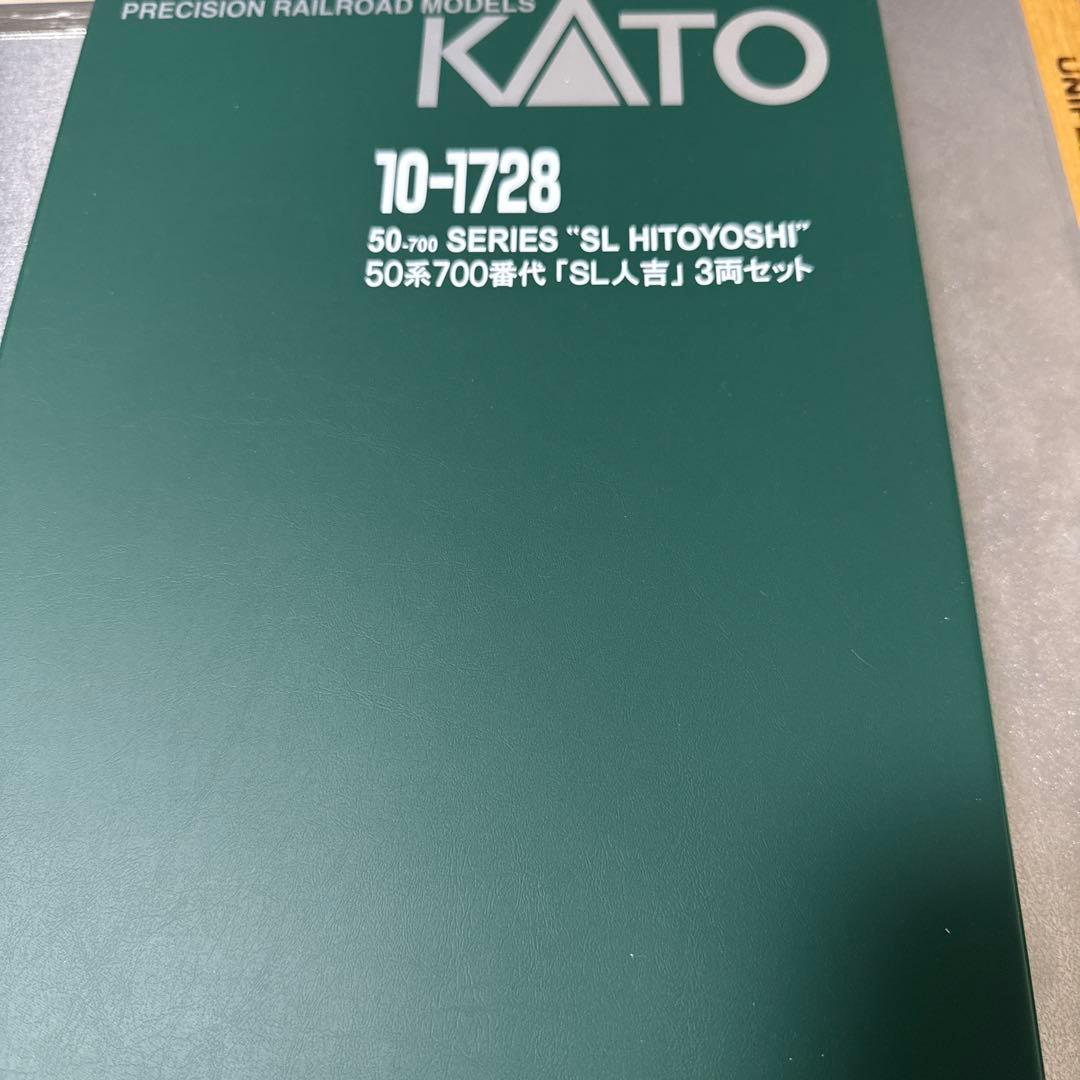 PRECISION RAILROAD MODELS
KATO
10-1728
50-700 SERIES "SL HITOYOSHI"
50系700番代「SL人吉」3両セット